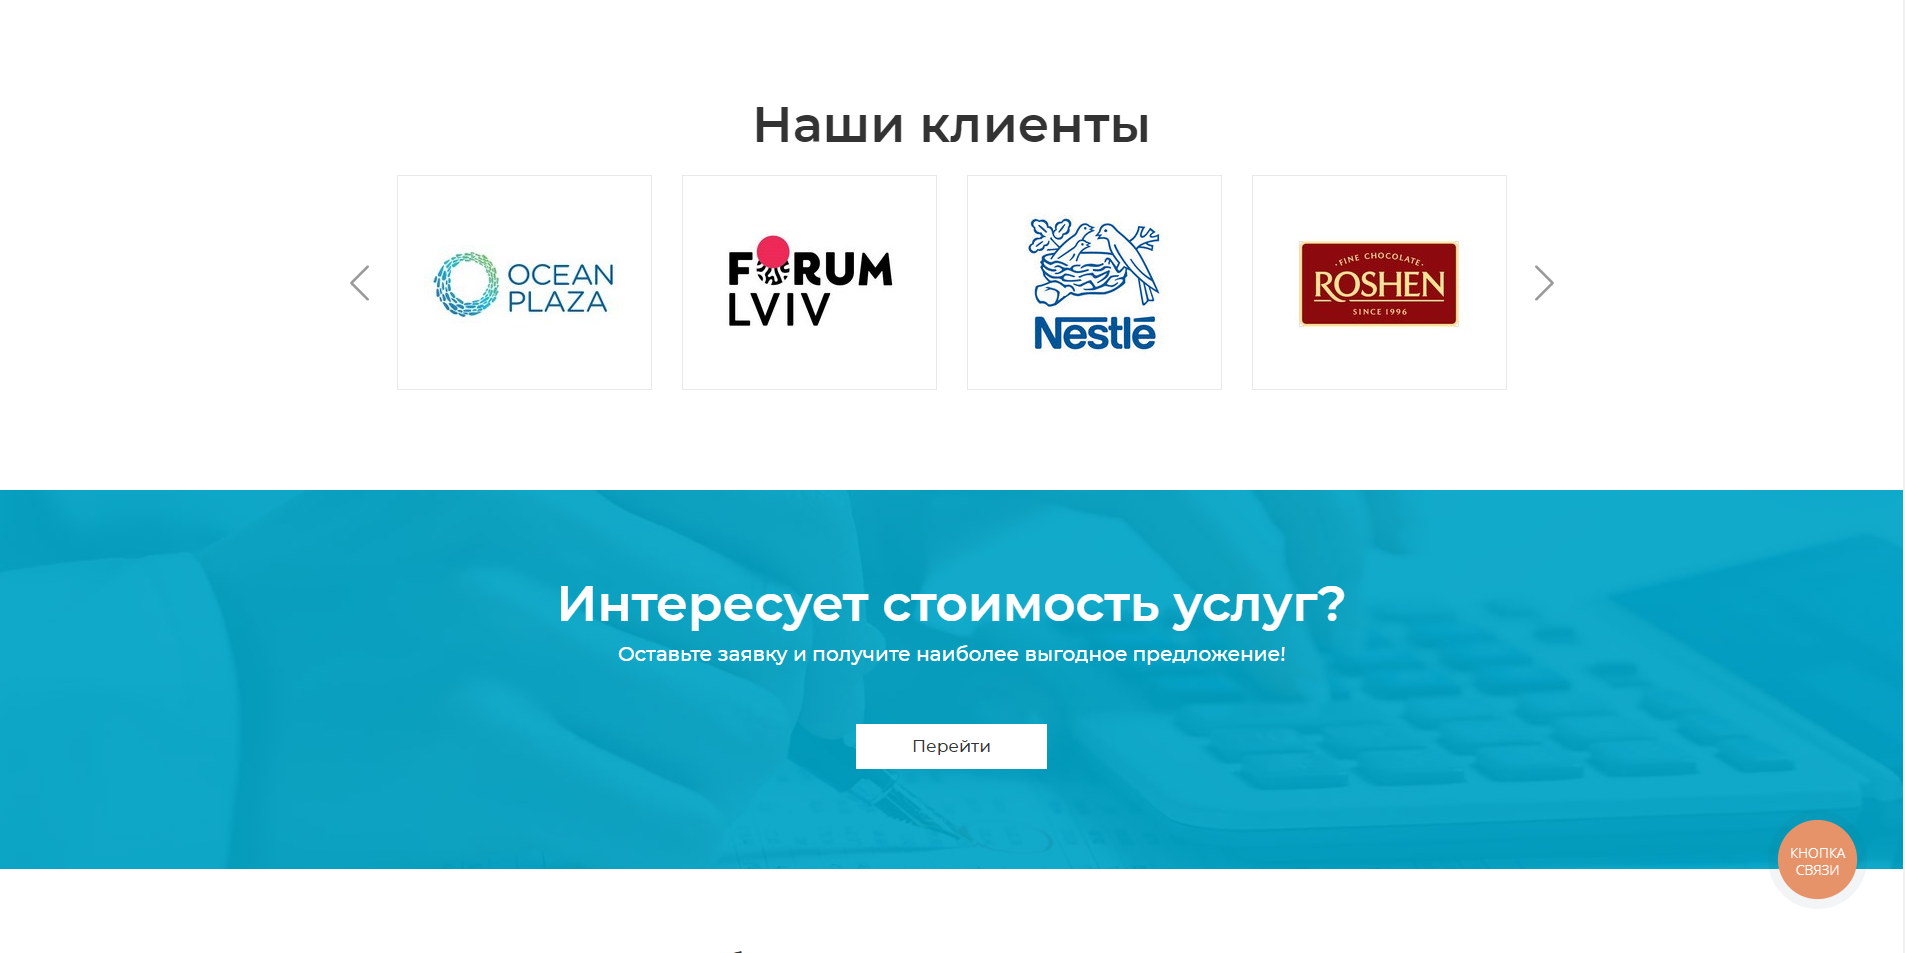 Наши клиенты
OCEAN
PLAZA
FORUM
LVIV
Nestlé
· FINE CHOCOLATE ·
ROSHEN
SINCE 1996
Интересует стоимость услуг?
Оставьте заявку и получите наиболее выгодное предложение!
Перейти
КНОПКА
СВЯЗИ